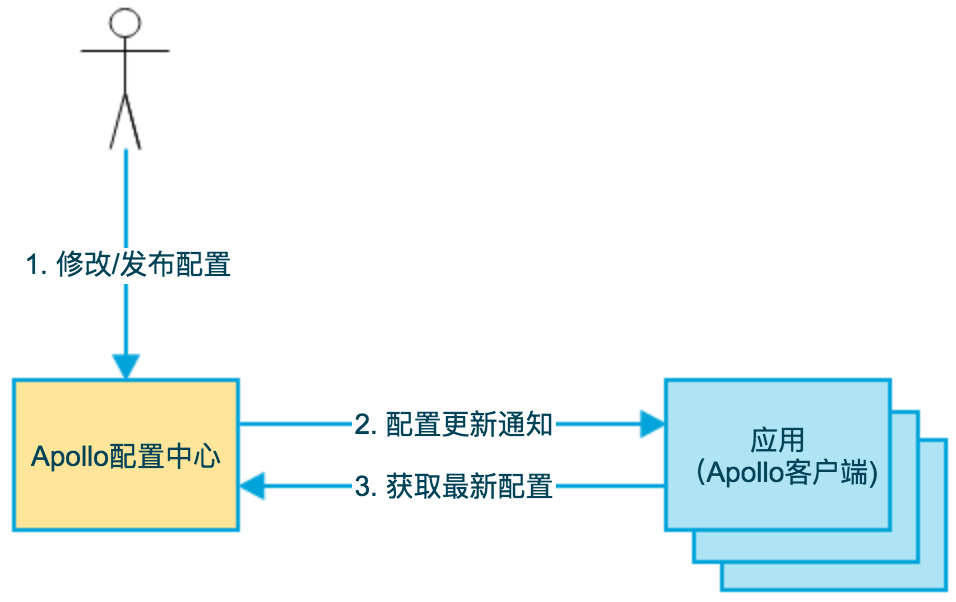 1. 修改/发布配置
Apollo配置中心
2. 配置更新通知
3. 获取最新配置
应用
（Apollo客户端)